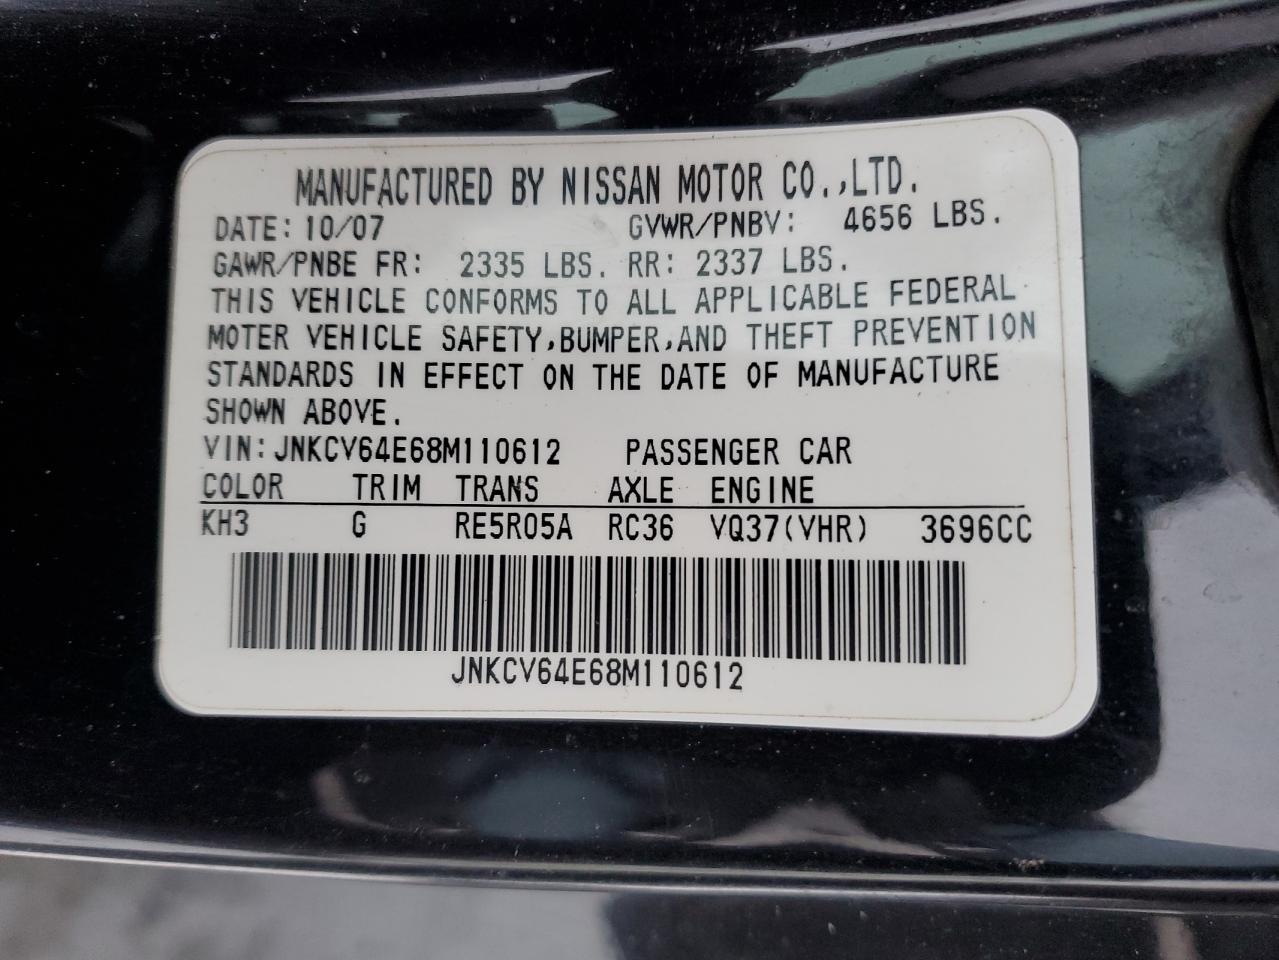 MANUFACTURED BY NISSAN MOTOR CO.,LTD.
DATE: 10/07 GVWR/PNBV: 4656 LBS.
GAWR/PNBE FR: 2335 LBS. RR: 2337 LBS.
THIS VEHICLE CONFORMS TO ALL APPLICABLE FEDERAL
MOTER VEHICLE SAFETY,BUMPER,AND THEFT PREVENTION
STANDARDS IN EFFECT ON THE DATE OF MANUFACTURE
SHOWN ABOVE.
VIN:JNKCV64E68M110612 PASSENGER CAR
COLOR TRIM TRANS AXLE ENGINE
KH3 G RE5R05A RC36 VQ37(VHR) 3696CC
JNKCV64E68M110612